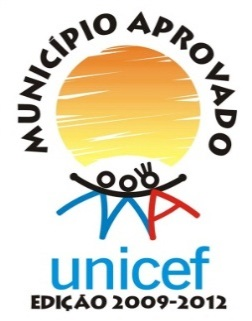 MUNICÍPIO APROVADO
unicef
EDIÇÃO 2009-2012